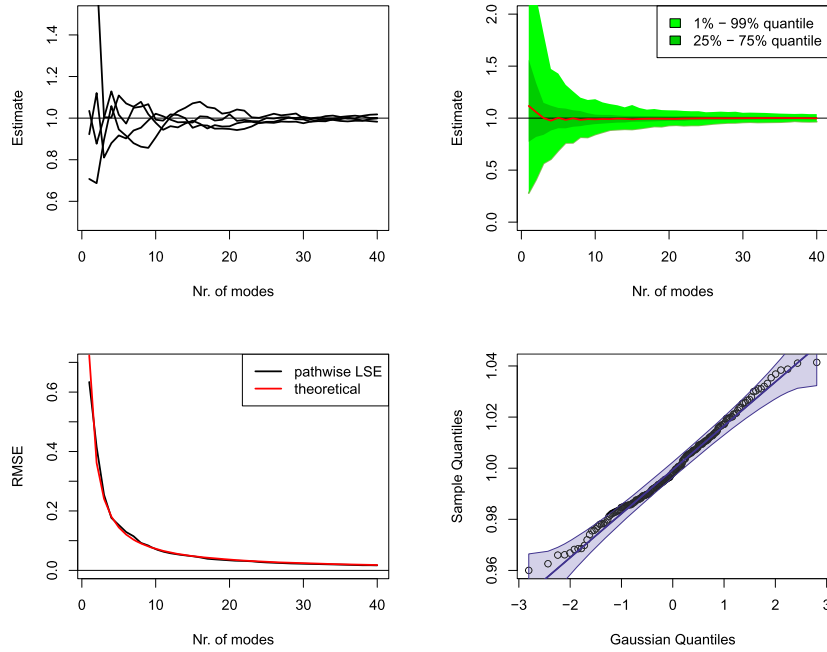 Estimate
0.6 0.8 1.0 1.2 1.4
0 10 20 30 40
Nr. of modes
1% − 99% quantile
25% − 75% quantile
Estimate
0.0 0.5 1.0 1.5 2.0
0 10 20 30 40
Nr. of modes
pathwise LSE
theoretical
RMSE
0.0 0.2 0.4 0.6
0 10 20 30 40
Nr. of modes
Sample Quantiles
0.96 0.98 1.00 1.02 1.04
−3 −2 −1 0 1 2 3
Gaussian Quantiles